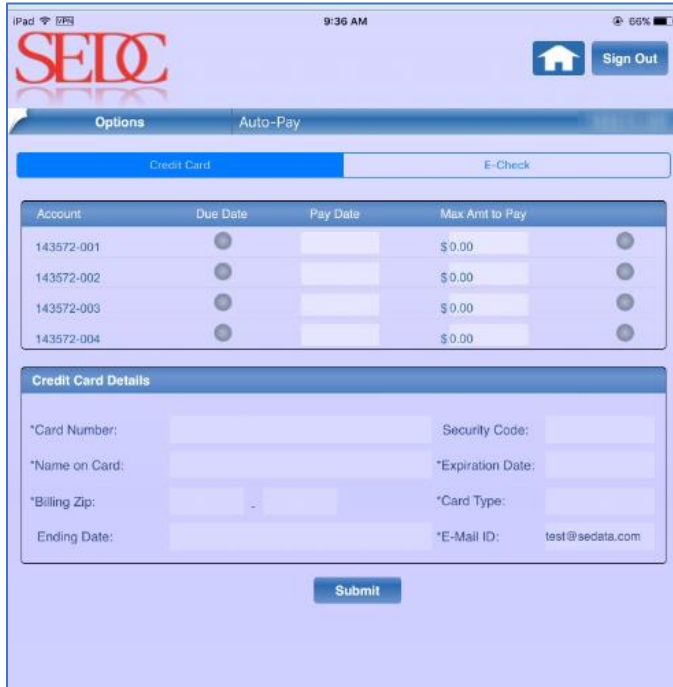 iPad VPN 9:36 AM 66%
SEDC
Sign Out
Options Auto-Pay
Credit Card E-Check
Account Due Date Pay Date Max Amt to Pay
143572-001 $0.00
143572-002 $0.00
143572-003 $0.00
143572-004 $0.00
Credit Card Details
*Card Number: Security Code:
*Name on Card: *Expiration Date:
*Billing Zip: - *Card Type:
Ending Date: *E-Mail ID: test@sedata.com
Submit